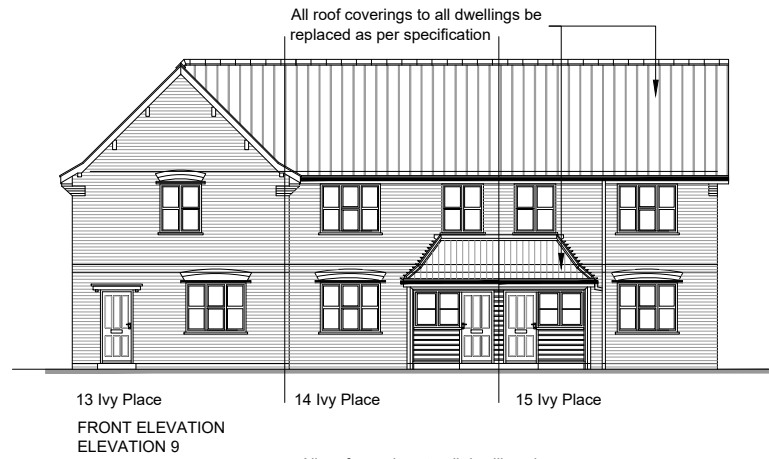 All roof coverings to all dwellings be
replaced as per specification
13 Ivy Place
14 Ivy Place
15 Ivy Place
FRONT ELEVATION
ELEVATION 9